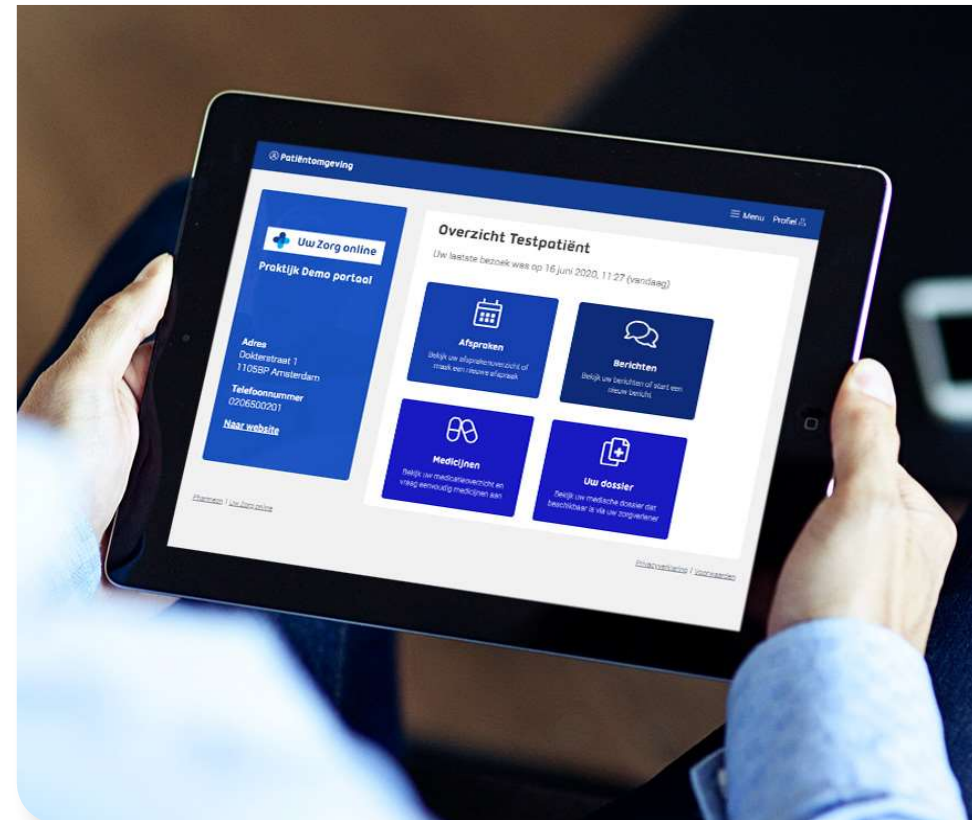 Patiëntomgeving
Menu Profiel
Uw Zorg online
Praktijk Demo portaal
Adres
Dokterstraat 1
1105BP Amsterdam
Telefoonnummer
0206500201
Naar website
Overzicht Testpatiënt
Uw laatste bezoek was op 16 juni 2020, 11:27 (vandaag)
Afspraken
Bekijk uw afsprakenoverzicht of
maak een nieuwe afspraak
Berichten
Bekijk uw berichten of start een
nieuw bericht
Medicijnen
Bekijk uw medicatieoverzicht en
vraag eenvoudig medicijnen aan
Uw dossier
Bekijk uw medische dossier dat
beschikbaar is via uw zorgverlener
Pharmeon | Uw Zorg online
Privacyverklaring | Voorwaarden